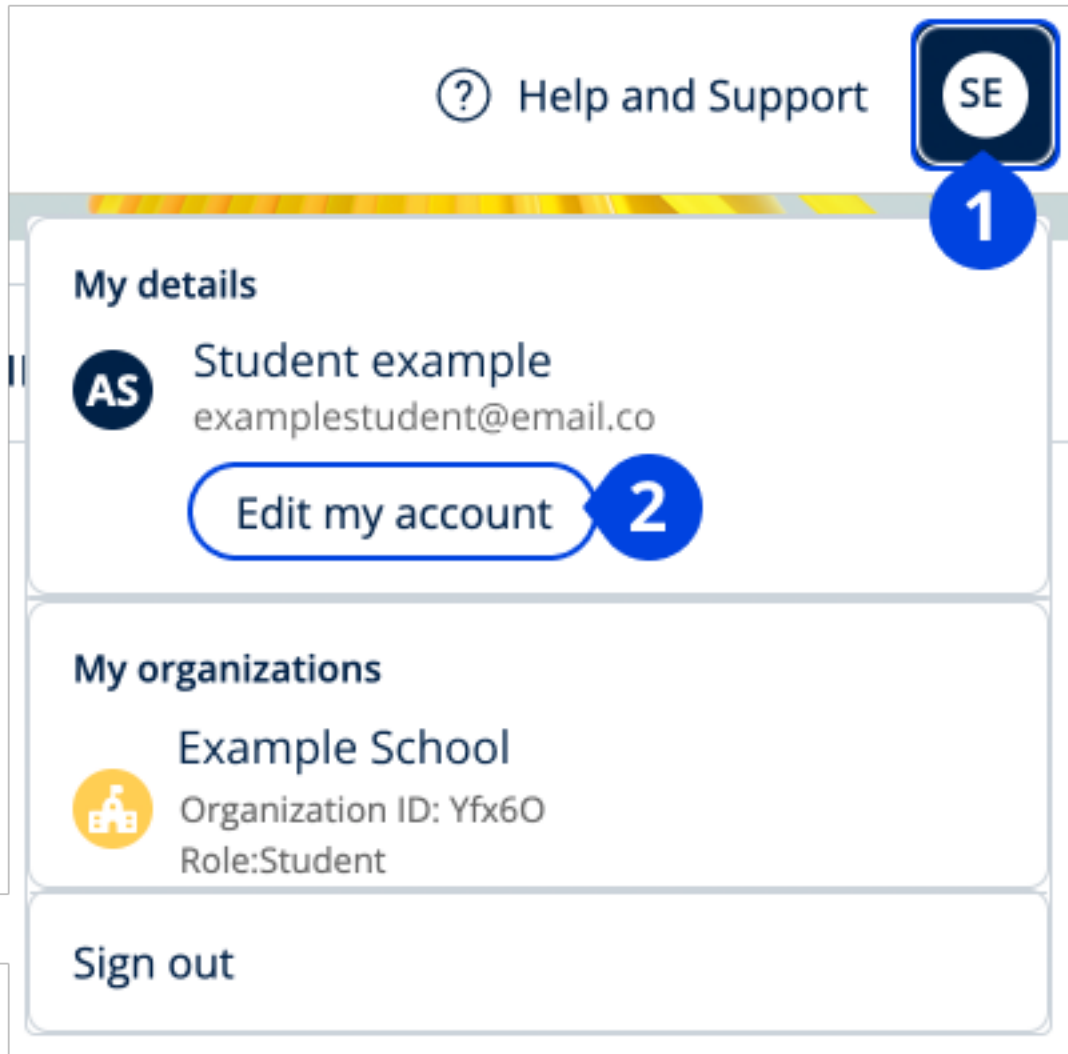 ? Help and Support SE
1
My details
AS
Student example
examplestudent@email.co
Edit my account 2
My organizations
Example School
Organization ID: Yfx6O
Role:Student
Sign out